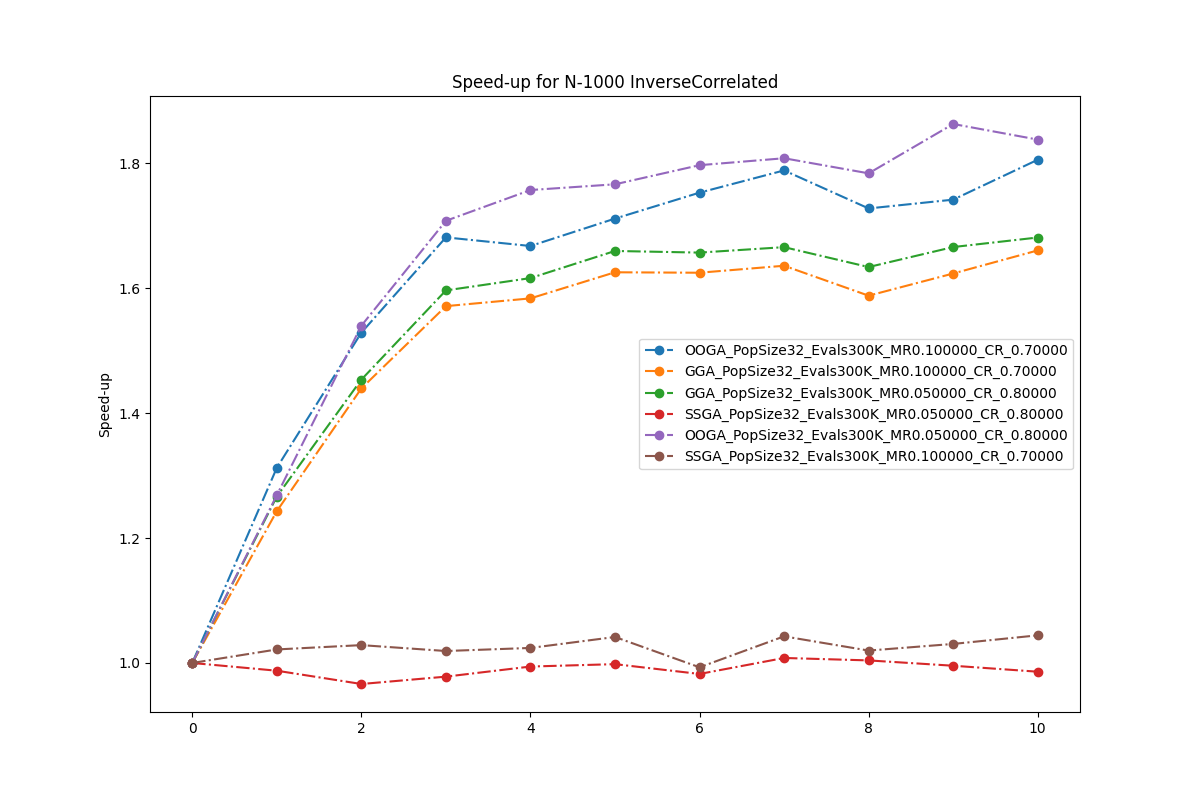 Speed-up for N-1000 InverseCorrelated
1.8
1.6
1.4
1.2
1.0
Speed-up
OOGA_PopSize32_Evals300K_MR0.100000_CR_0.70000
GGA_PopSize32_Evals300K_MR0.100000_CR_0.70000
GGA_PopSize32_Evals300K_MR0.050000_CR_0.80000
SSGA_PopSize32_Evals300K_MR0.050000_CR_0.80000
OOGA_PopSize32_Evals300K_MR0.050000_CR_0.80000
SSGA_PopSize32_Evals300K_MR0.100000_CR_0.70000
0 2 4 6 8 10